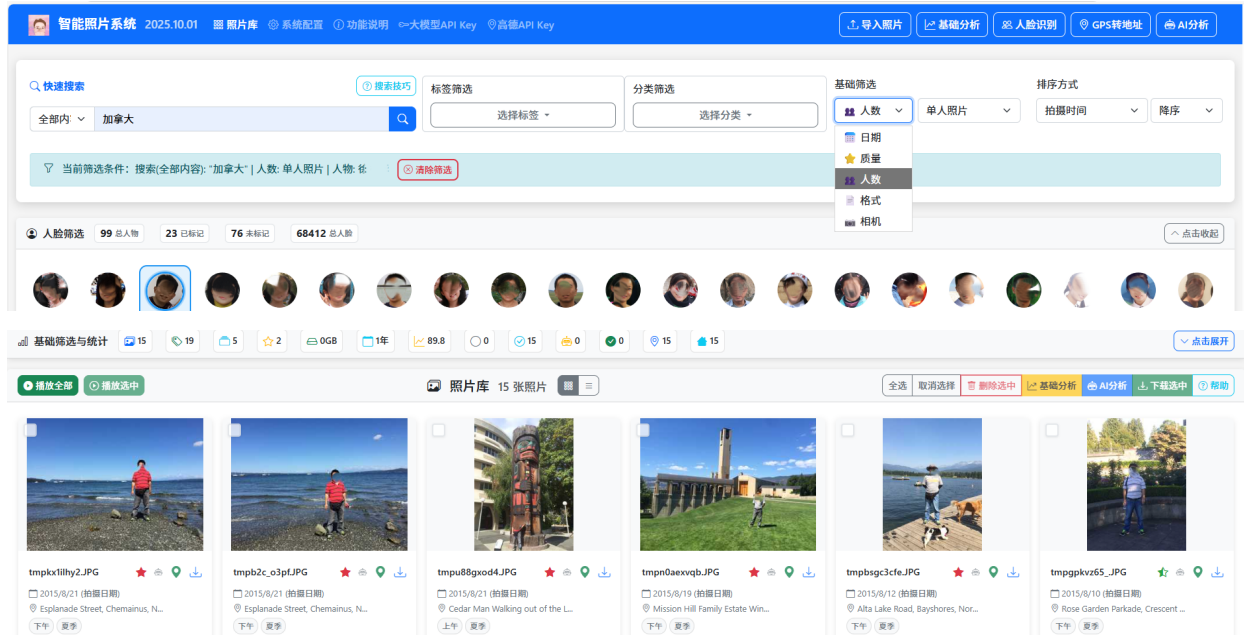 智能照片系统 2025.10.01 照片库 系统配置 功能说明 大模型API Key 高德API Key 导入照片 基础分析 人脸识别 GPS转地址 AI分析
快速搜索 搜索技巧 标签筛选 分类筛选 基础筛选 排序方式
全部内 加拿大 选择标签 选择分类 人数 单人照片 拍摄时间 降序
日期
质量
人数
格式
相机
当前筛选条件：搜索(全部内容): "加拿大" | 人数: 单人照片 | 人物: 清除筛选
人脸筛选 99 总人物 23 已标记 76 未标记 68412 总人脸 点击收起
基础筛选与统计 15 19 5 2 0GB 1年 89.8 0 15 0 0 15 15 点击展开
播放全部 播放选中 照片库 15 张照片 全选 取消选择 删除选中 基础分析 AI分析 下载选中 帮助
tmpkx1ilhy2.JPG
2015/8/21 (拍摄日期)
Esplanade Street, Chemainus, N...
下午 夏季
tmpb2c_o3pf.JPG
2015/8/21 (拍摄日期)
Esplanade Street, Chemainus, N...
下午 夏季
tmpu88gxod4.JPG
2015/8/21 (拍摄日期)
Cedar Man Walking out of the L...
上午 夏季
tmpn0aexvqb.JPG
2015/8/19 (拍摄日期)
Mission Hill Family Estate Win...
下午 夏季
tmpbsgc3cfe.JPG
2015/8/12 (拍摄日期)
Alta Lake Road, Bayshores, Nor...
下午 夏季
tmpgpkvz65_.JPG
2015/8/10 (拍摄日期)
Rose Garden Parkade, Crescent ...
下午 夏季